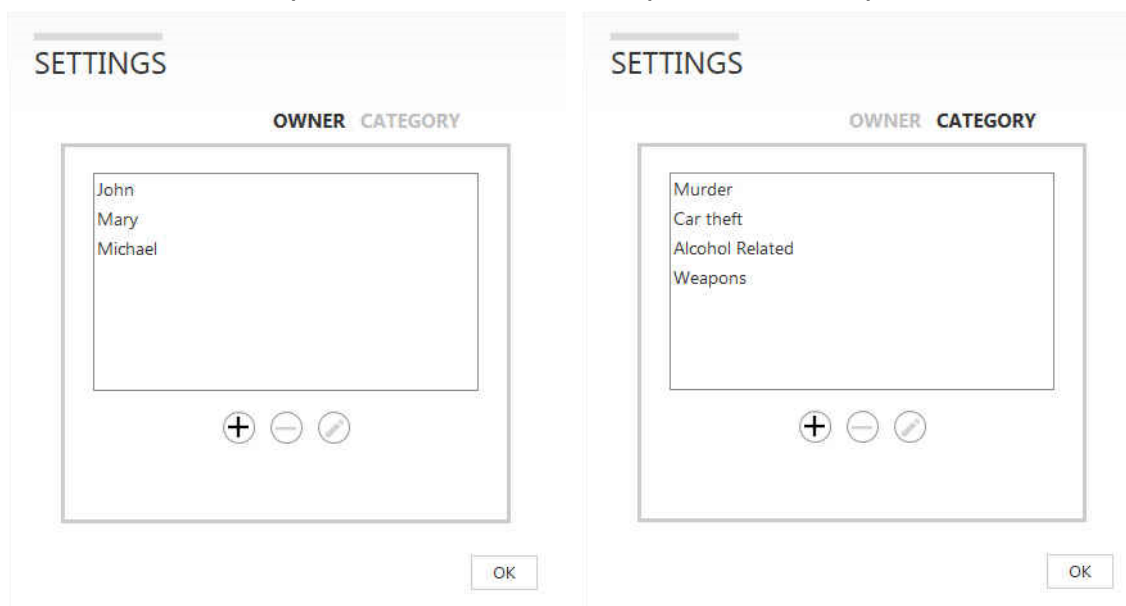 SETTINGS
OWNER CATEGORY
John
Mary
Michael
OK
SETTINGS
OWNER CATEGORY
Murder
Car theft
Alcohol Related
Weapons
OK